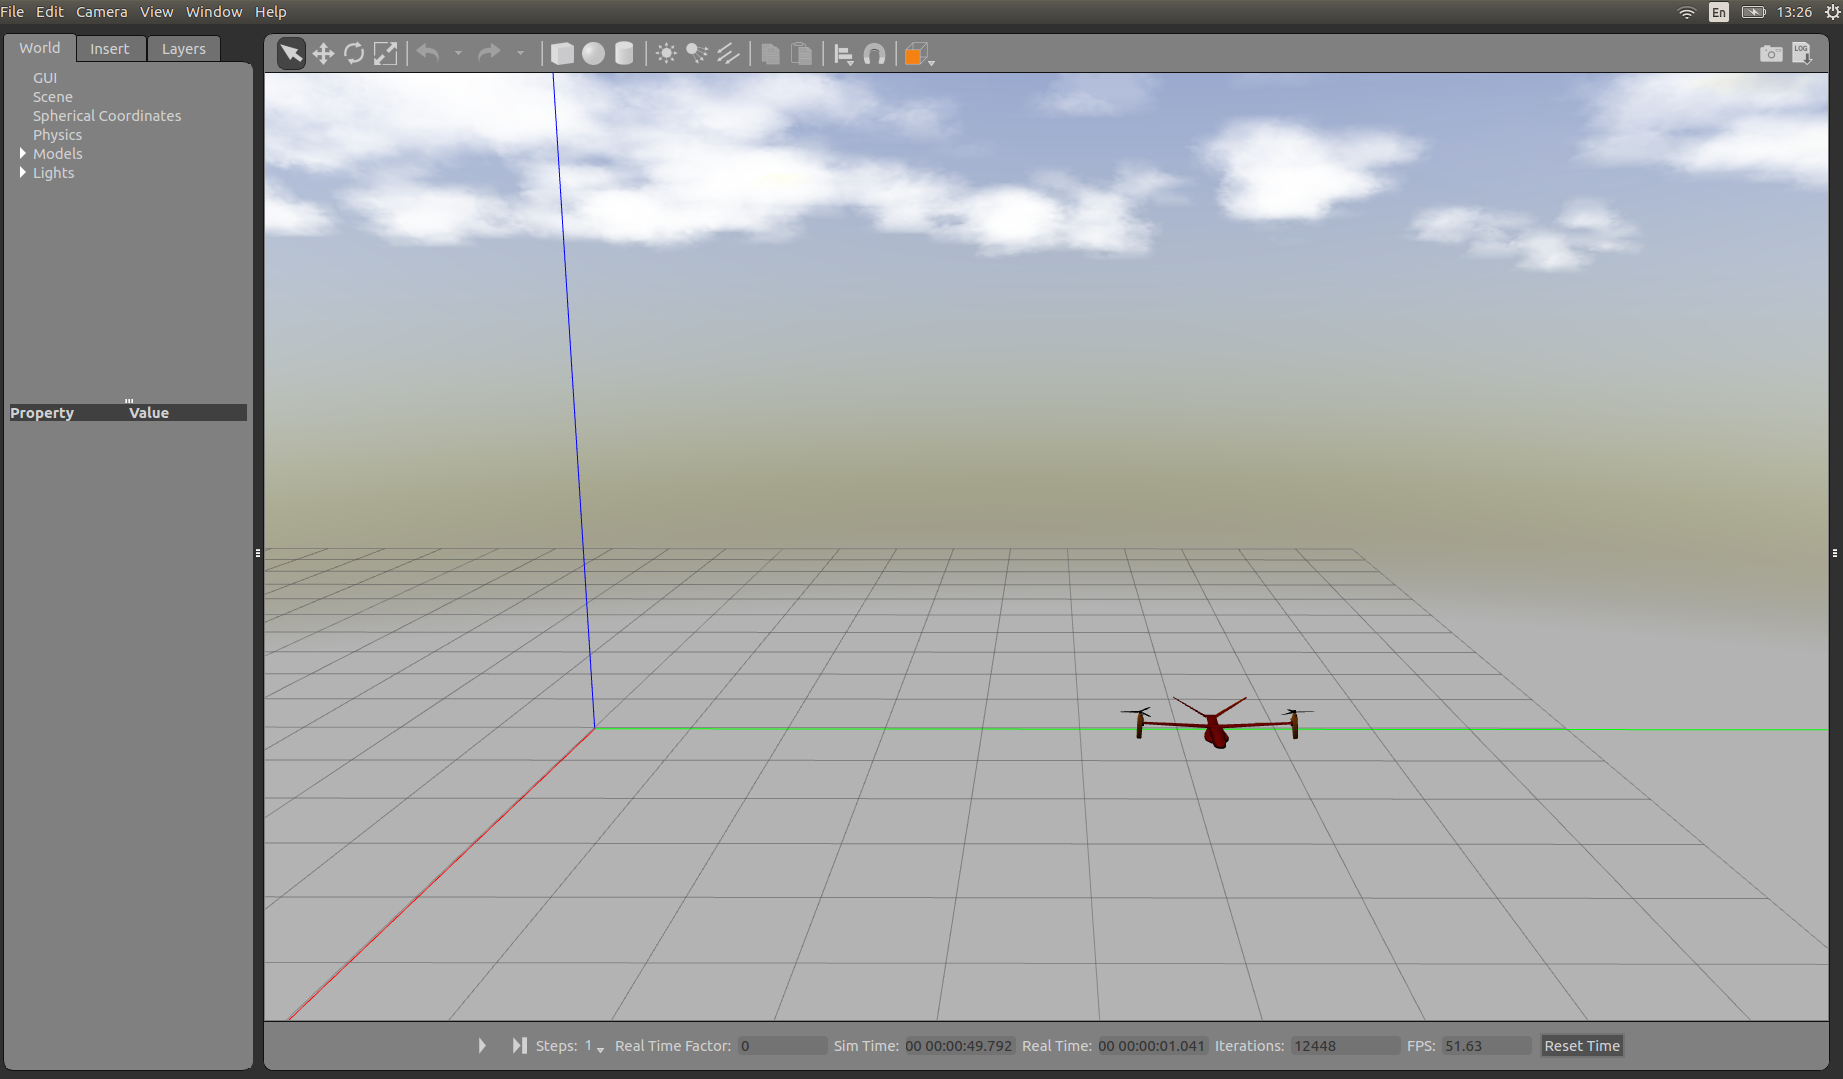 File Edit Camera View Window Help
En 13:26
World Insert Layers
LOG
GUI
Scene
Spherical Coordinates
Physics
Models
Lights
Property Value
Steps: 1 Real Time Factor: 0 Sim Time: 00 00:00:49.792 Real Time: 00 00:00:01.041 Iterations: 12448 FPS: 51.63 Reset Time